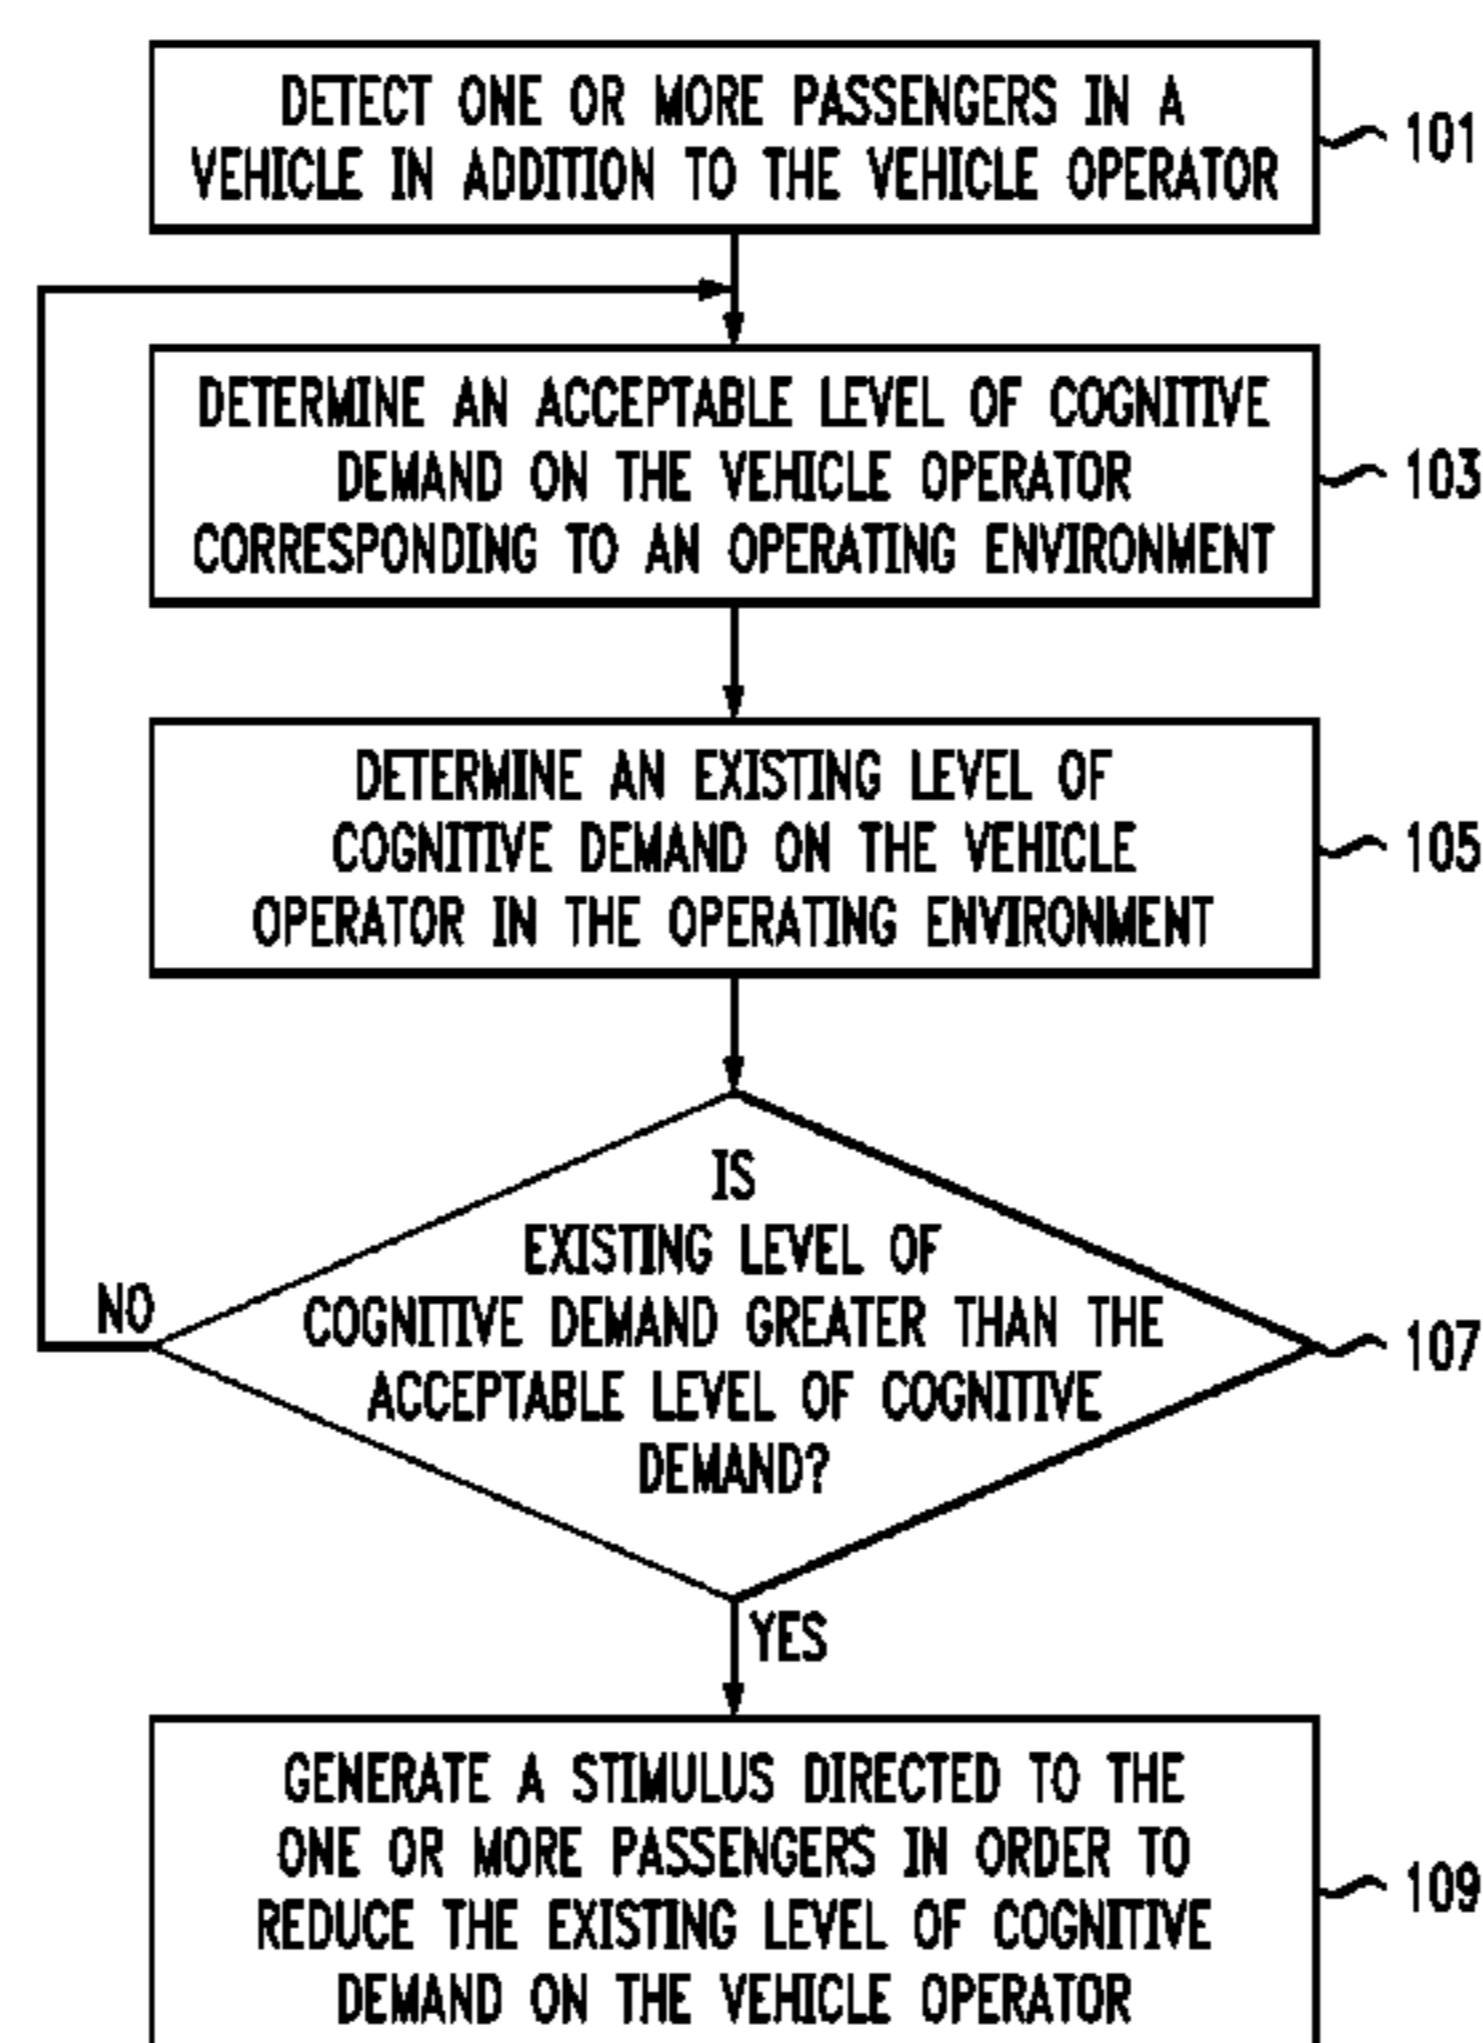 DETECT ONE OR MORE PASSENGERS IN A
VEHICLE IN ADDITION TO THE VEHICLE OPERATOR
101
DETERMINE AN ACCEPTABLE LEVEL OF COGNITIVE
DEMAND ON THE VEHICLE OPERATOR
CORRESPONDING TO AN OPERATING ENVIRONMENT
103
DETERMINE AN EXISTING LEVEL OF
COGNITIVE DEMAND ON THE VEHICLE
OPERATOR IN THE OPERATING ENVIRONMENT
105
IS
EXISTING LEVEL OF
COGNITIVE DEMAND GREATER THAN THE
ACCEPTABLE LEVEL OF COGNITIVE
DEMAND?
107
NO
YES
GENERATE A STIMULUS DIRECTED TO THE
ONE OR MORE PASSENGERS IN ORDER TO
REDUCE THE EXISTING LEVEL OF COGNITIVE
DEMAND ON THE VEHICLE OPERATOR
109